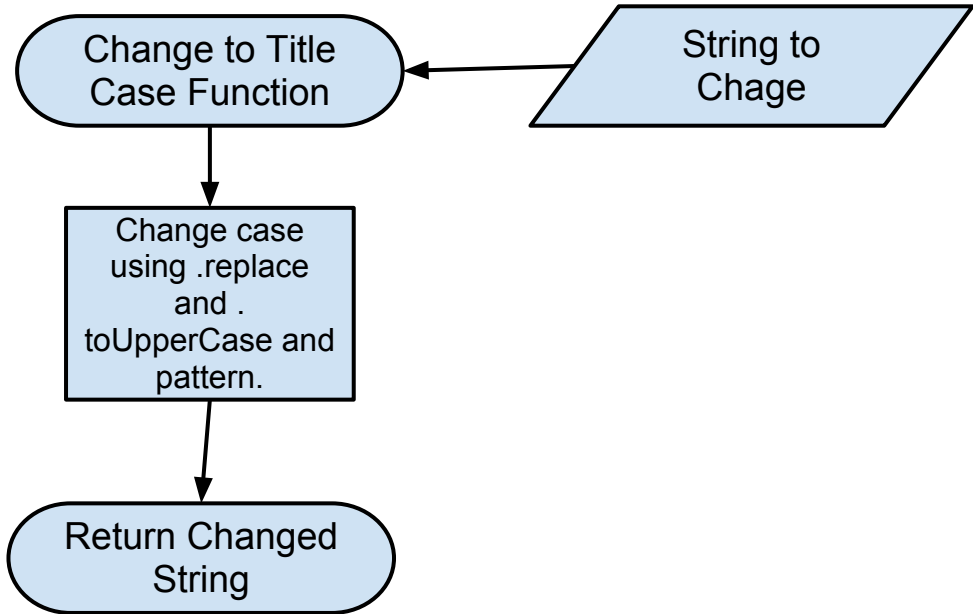 Change to Title
Case Function
String to
Chage
Change case
using .replace
and .
toUpperCase and
pattern.
Return Changed
String